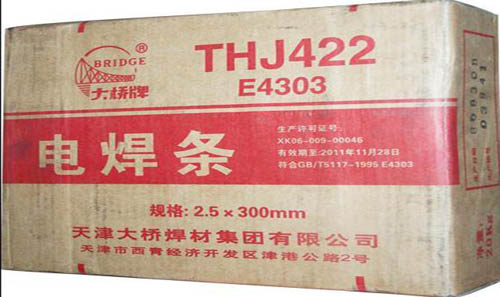 BRIDGE®
大桥牌
THJ422
E4303
电焊条
生产许可证号:
XK06-009-00046
有效期至:2011年11月28日
符合GB/T5117-1995 E4303
规格: 2.5×300mm
天津大桥焊材集团有限公司
天津市西青经济开发区津港公路2号
净重: 20Kg